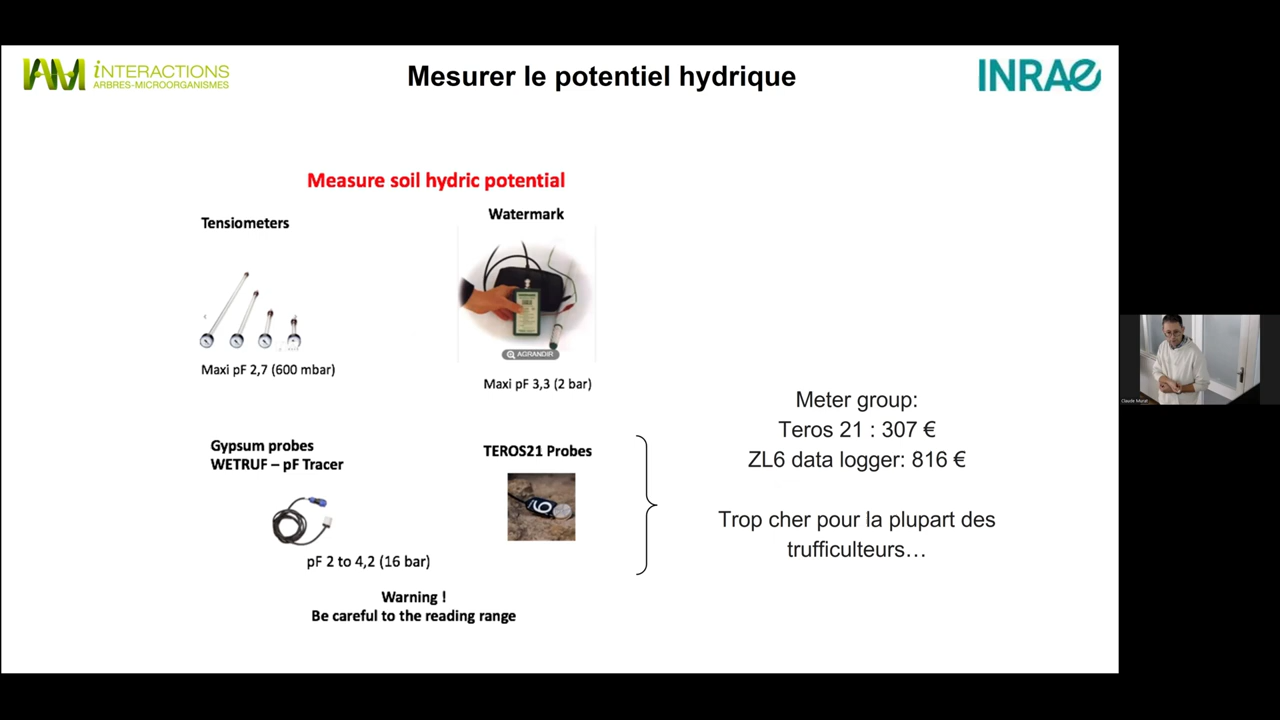 iNTERACTIONS
ARBRES-MICROORGANISMES
Mesurer le potentiel hydrique
INRAE
Measure soil hydric potential
Tensiometers
Watermark
AGRANDIR
Maxi pF 2,7 (600 mbar)
Maxi pF 3,3 (2 bar)
Gypsum probes
WETRUF – pF Tracer
TEROS21 Probes
pF 2 to 4,2 (16 bar)
Warning !
Be careful to the reading range
Meter group:
Teros 21 : 307 €
ZL6 data logger: 816 €
Trop cher pour la plupart des
trufficulteurs…
Claude Murat